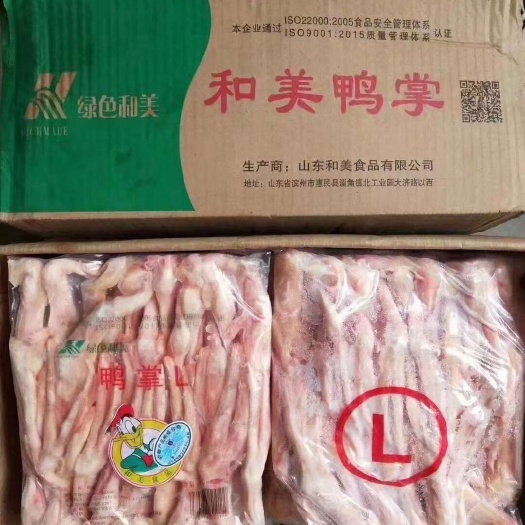 本企业通过
ISO22000:2005食品安全管理体系
ISO9001:2015质量管理体系
认证
绿色和美
和美鸭掌
生产商：山东和美食品有限公司
地址：山东省滨州市惠民县淄角镇北工业园大济路以西
绿色和美
鸭掌L
L